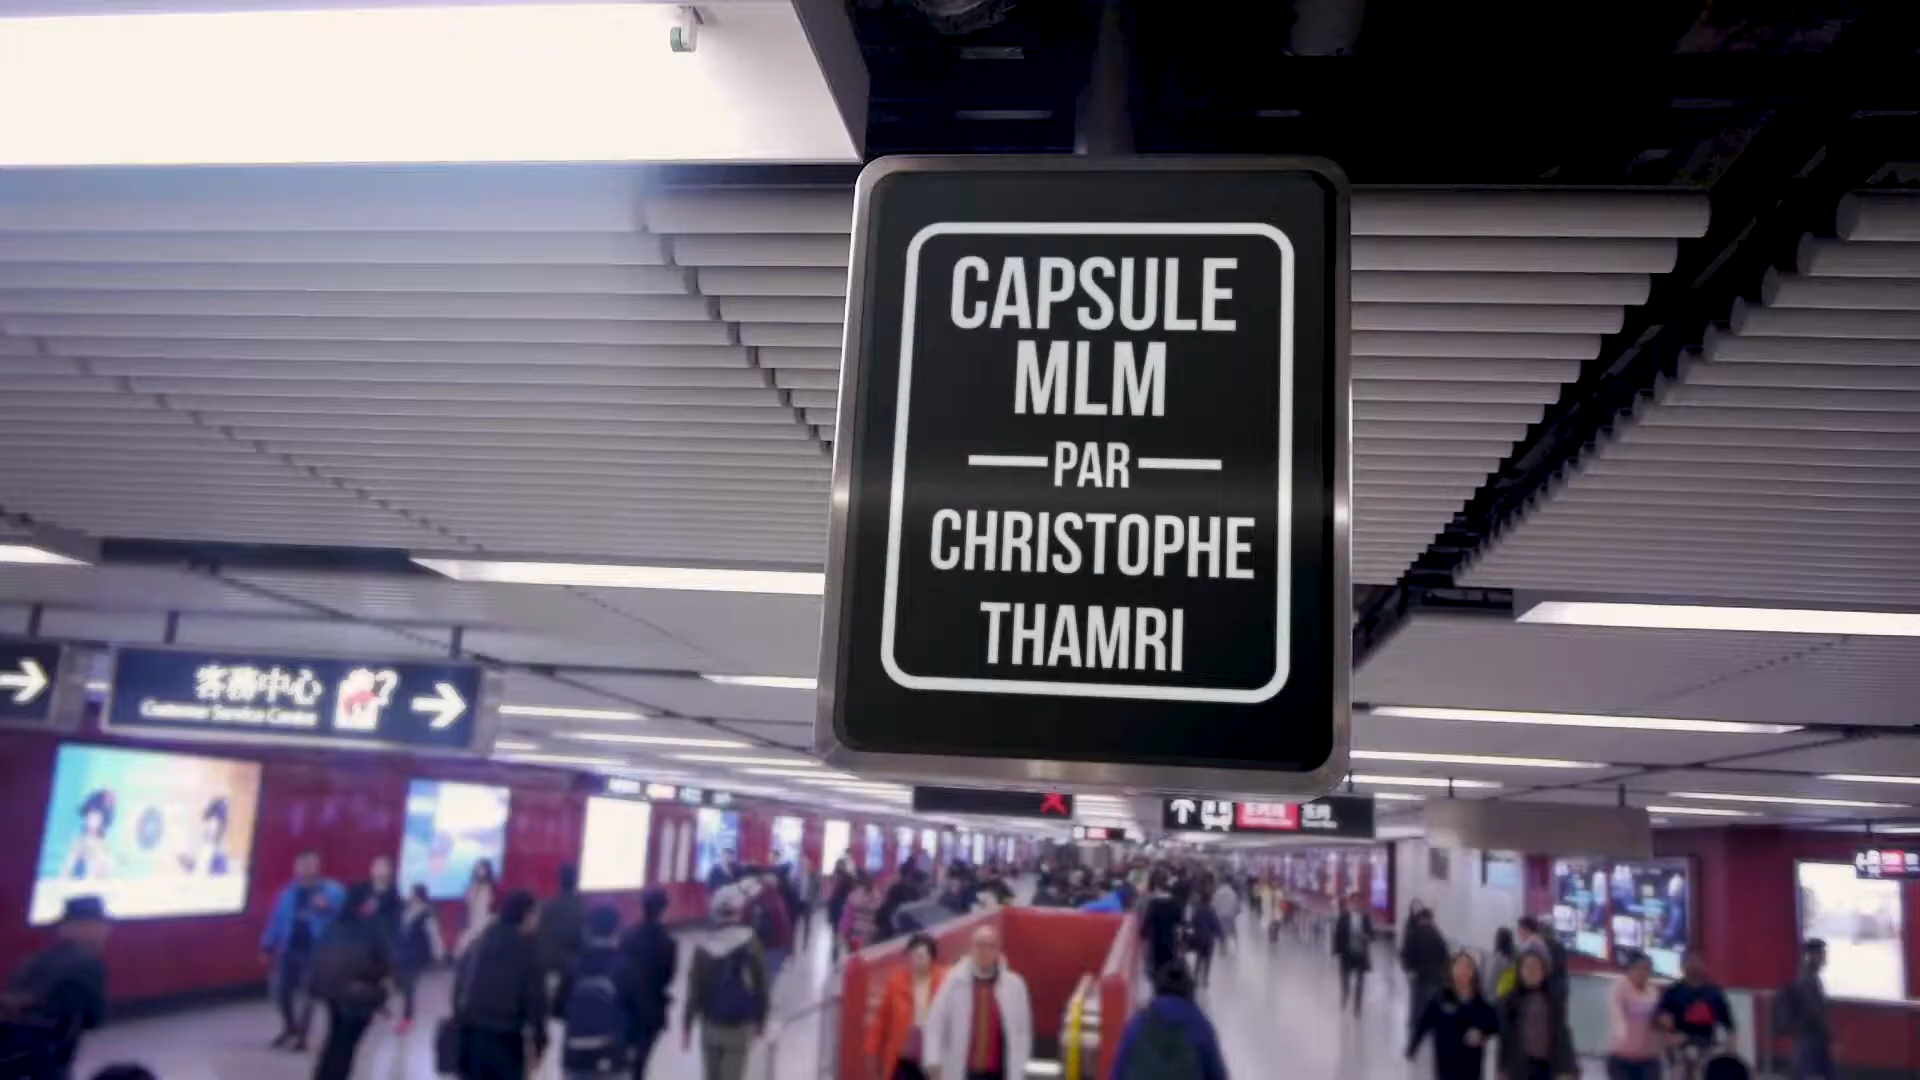 CAPSULE
MLM
PAR
CHRISTOPHE
THAMRI
客務中心
Customer Service Centre